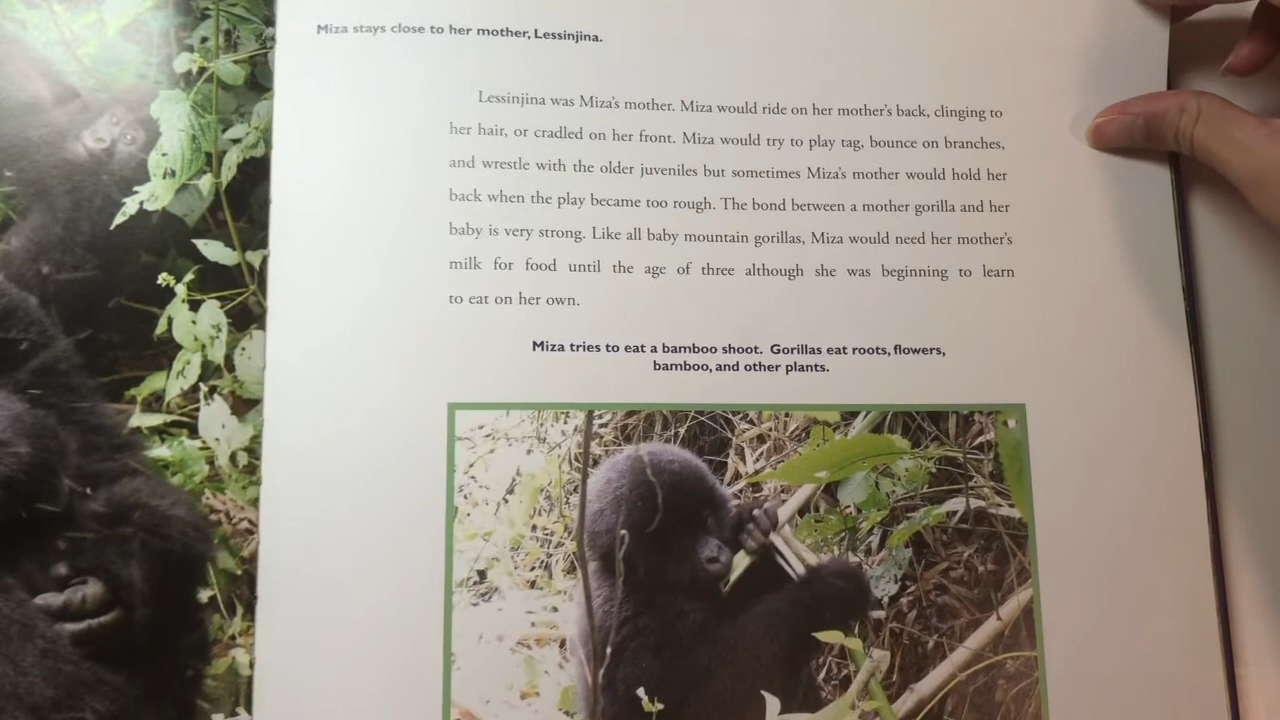 Miza stays close to her mother, Lessinjina.
Lessinjina was Miza's mother. Miza would ride on her mother's back, clinging to
her hair, or cradled on her front. Miza would try to play tag, bounce on branches,
and wrestle with the older juveniles but sometimes Miza's mother would hold her
back when the play became too rough. The bond between a mother gorilla and her
baby is very strong. Like all baby mountain gorillas, Miza would need her mother's
milk for food until the age of three although she was beginning to learn
to eat on her own.
Miza tries to eat a bamboo shoot. Gorillas eat roots, flowers,
bamboo, and other plants.